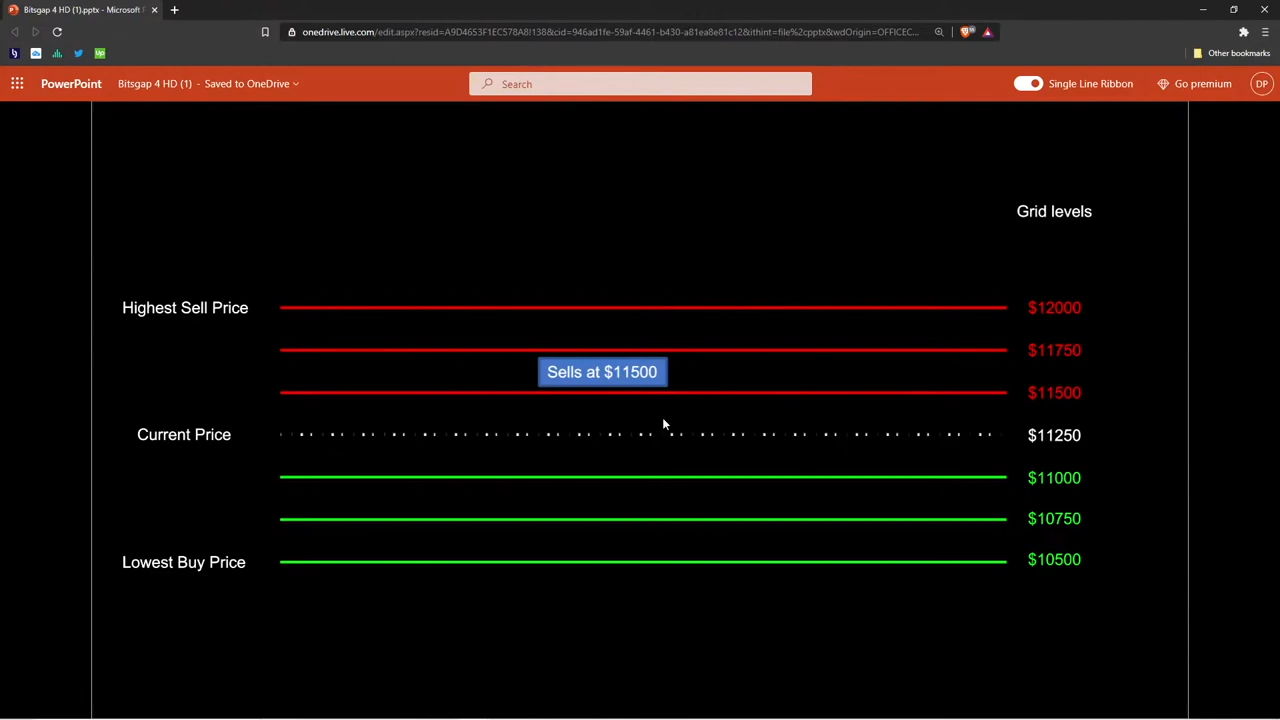 Bitsgap 4 HD (1).pptx - Microsoft P
onedrive.live.com/edit.aspx?resid=A9D4653F1EC578A8!138&cid=946ad1fe-59af-4461-b430-a81ea8e81c12&ithint=file%2cpptx&wdOrigin=OFFICEC...
Up
Other bookmarks
PowerPoint
Bitsgap 4 HD (1) - Saved to OneDrive
Search
Single Line Ribbon
Go premium
DP
Grid levels
Highest Sell Price
$12000
$11750
Sells at $11500
$11500
Current Price
$11250
$11000
$10750
Lowest Buy Price
$10500